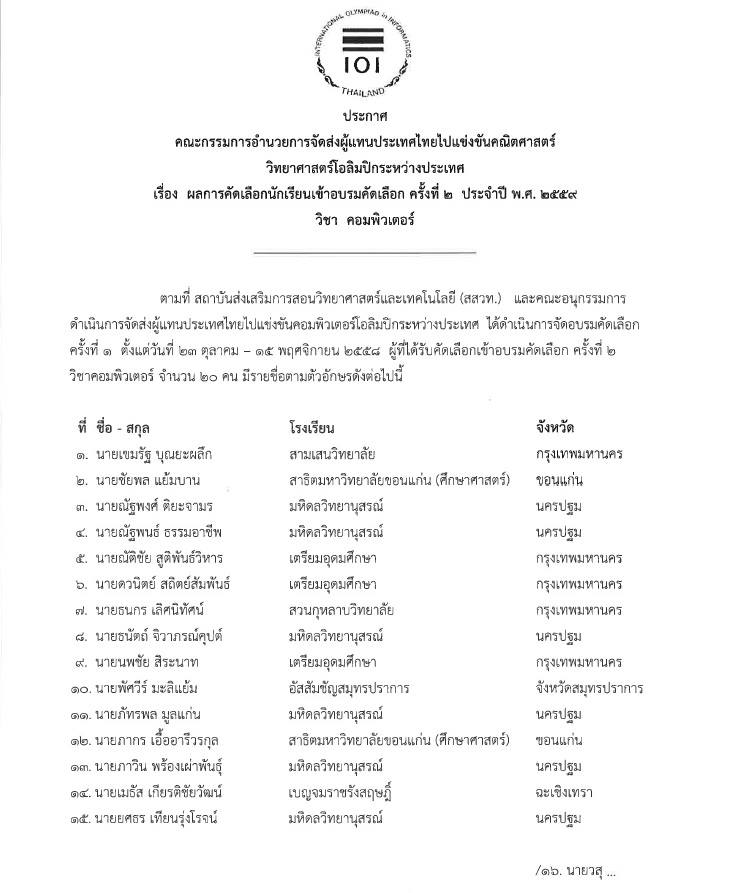 INTERNATIONAL OLYMPIAD in INFORMATICS
IOI
THAILAND
ประกาศ
คณะกรรมการอำนวยการจัดส่งผู้แทนประเทศไทยไปแข่งขันคณิตศาสตร์
วิทยาศาสตร์โอลิมปิกระหว่างประเทศ
เรื่อง ผลการคัดเลือกนักเรียนเข้าอบรมคัดเลือก ครั้งที่ ๒ ประจำปี พ.ศ. ๒๕๕๙
วิชา คอมพิวเตอร์
ตามที่ สถาบันส่งเสริมการสอนวิทยาศาสตร์และเทคโนโลยี (สสวท.) และคณะอนุกรรมการ
ดำเนินการจัดส่งผู้แทนประเทศไทยไปแข่งขันคอมพิวเตอร์โอลิมปิกระหว่างประเทศ ได้ดำเนินการจัดอบรมคัดเลือก
ครั้งที่ ๑ ตั้งแต่วันที่ ๒๓ ตุลาคม – ๑๕ พฤศจิกายน ๒๕๕๘ ผู้ที่ได้รับคัดเลือกเข้าอบรมคัดเลือก ครั้งที่ ๒
วิชาคอมพิวเตอร์ จำนวน ๒๐ คน มีรายชื่อตามตัวอักษรดังต่อไปนี้
ที่ ชื่อ - สกุล โรงเรียน จังหวัด
๑. นายเขมรัฐ บุณยะผลึก สามเสนวิทยาลัย กรุงเทพมหานคร
๒. นายชัยพล แย้มบาน สาธิตมหาวิทยาลัยขอนแก่น (ศึกษาศาสตร์) ขอนแก่น
๓. นายณัฐพงศ์ ติยะจามร มหิดลวิทยานุสรณ์ นครปฐม
๔. นายณัฐพนธ์ ธรรมอาชีพ มหิดลวิทยานุสรณ์ นครปฐม
๕. นายณัติชัย สูติพันธ์วิหาร เตรียมอุดมศึกษา กรุงเทพมหานคร
๖. นายดวนิตย์ สถิตย์สัมพันธ์ เตรียมอุดมศึกษา กรุงเทพมหานคร
๗. นายธนกร เลิศนิทัศน์ สวนกุหลาบวิทยาลัย กรุงเทพมหานคร
๘. นายธนัตถ์ จิวาภรณ์คุปต์ มหิดลวิทยานุสรณ์ นครปฐม
๙. นายนพชัย สิระนาท เตรียมอุดมศึกษา กรุงเทพมหานคร
๑๐. นายพัศวีร์ มะลิแย้ม อัสสัมชัญสมุทรปราการ จังหวัดสมุทรปราการ
๑๑. นายภัทรพล มูลแก่น มหิดลวิทยานุสรณ์ นครปฐม
๑๒. นายภากร เอื้ออารีวรกุล สาธิตมหาวิทยาลัยขอนแก่น (ศึกษาศาสตร์) ขอนแก่น
๑๓. นายภาวิน พร้องเผ่าพันธุ์ มหิดลวิทยานุสรณ์ นครปฐม
๑๔. นายเมธัส เกียรติชัยวัฒน์ เบญจมราชรังสฤษฎิ์ ฉะเชิงเทรา
๑๕. นายยศธร เทียนรุ่งโรจน์ มหิดลวิทยานุสรณ์ นครปฐม
/๑๖. นายวสุ ...